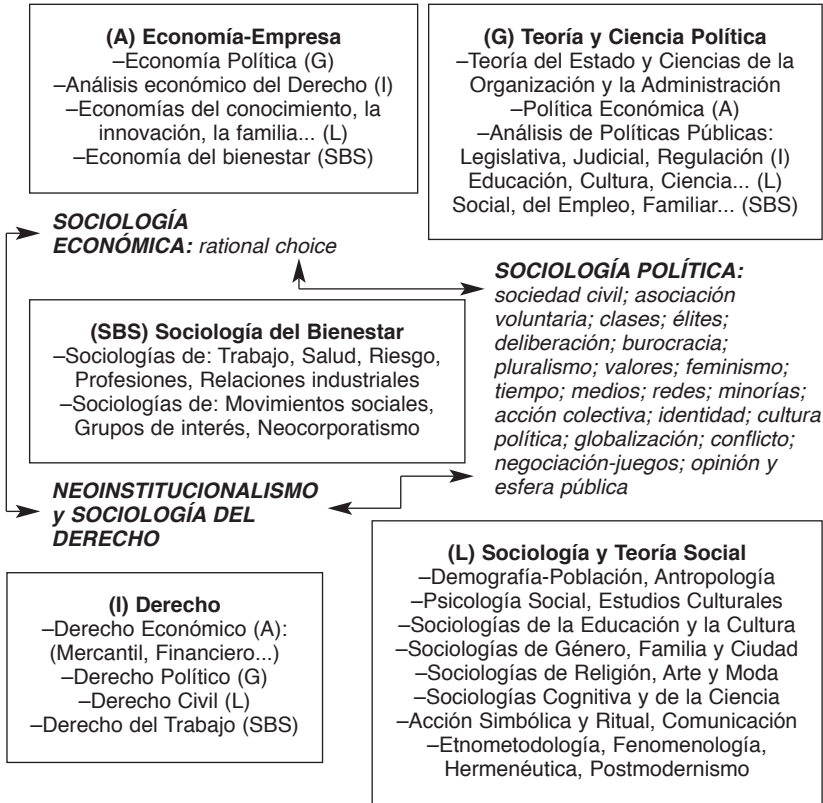 (A) Economía-Empresa
–Economía Política (G)
–Análisis económico del Derecho (I)
–Economías del conocimiento, la
innovación, la familia... (L)
–Economía del bienestar (SBS)
(G) Teoría y Ciencia Política
–Teoría del Estado y Ciencias de la
Organización y la Administración
–Política Económica (A)
–Análisis de Políticas Públicas:
Legislativa, Judicial, Regulación (I)
Educación, Cultura, Ciencia... (L)
Social, del Empleo, Familiar... (SBS)
SOCIOLOGÍA
ECONÓMICA: rational choice
SOCIOLOGÍA POLÍTICA:
sociedad civil; asociación
voluntaria; clases; élites;
deliberación; burocracia;
pluralismo; valores; feminismo;
tiempo; medios; redes; minorías;
acción colectiva; identidad; cultura
política; globalización; conflicto;
negociación-juegos; opinión y
esfera pública
(SBS) Sociología del Bienestar
–Sociologías de: Trabajo, Salud, Riesgo,
Profesiones, Relaciones industriales
–Sociologías de: Movimientos sociales,
Grupos de interés, Neocorporatismo
NEOINSTITUCIONALISMO
y SOCIOLOGÍA DEL
DERECHO
(I) Derecho
–Derecho Económico (A):
(Mercantil, Financiero...)
–Derecho Político (G)
–Derecho Civil (L)
–Derecho del Trabajo (SBS)
(L) Sociología y Teoría Social
–Demografía-Población, Antropología
–Psicología Social, Estudios Culturales
–Sociologías de la Educación y la Cultura
–Sociologías de Género, Familia y Ciudad
–Sociologías de Religión, Arte y Moda
–Sociologías Cognitiva y de la Ciencia
–Acción Simbólica y Ritual, Comunicación
–Etnometodología, Fenomenología,
Hermenéutica, Postmodernismo